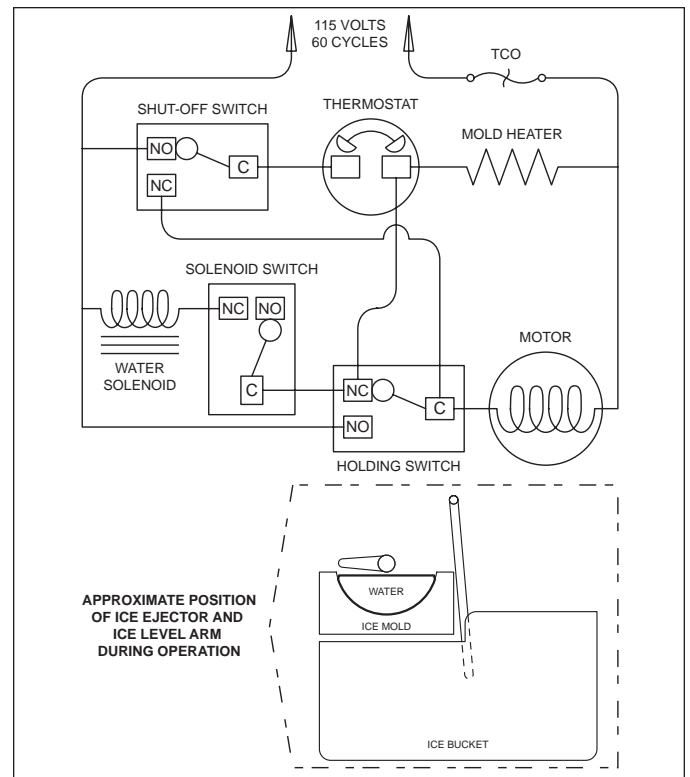 115 VOLTS
60 CYCLES
TCO
SHUT-OFF SWITCH
THERMOSTAT
MOLD HEATER
NO
C
NC
SOLENOID SWITCH
NC
NO
C
WATER
SOLENOID
MOTOR
NC
C
NO
HOLDING SWITCH
APPROXIMATE POSITION
OF ICE EJECTOR AND
ICE LEVEL ARM
DURING OPERATION
WATER
ICE MOLD
ICE BUCKET